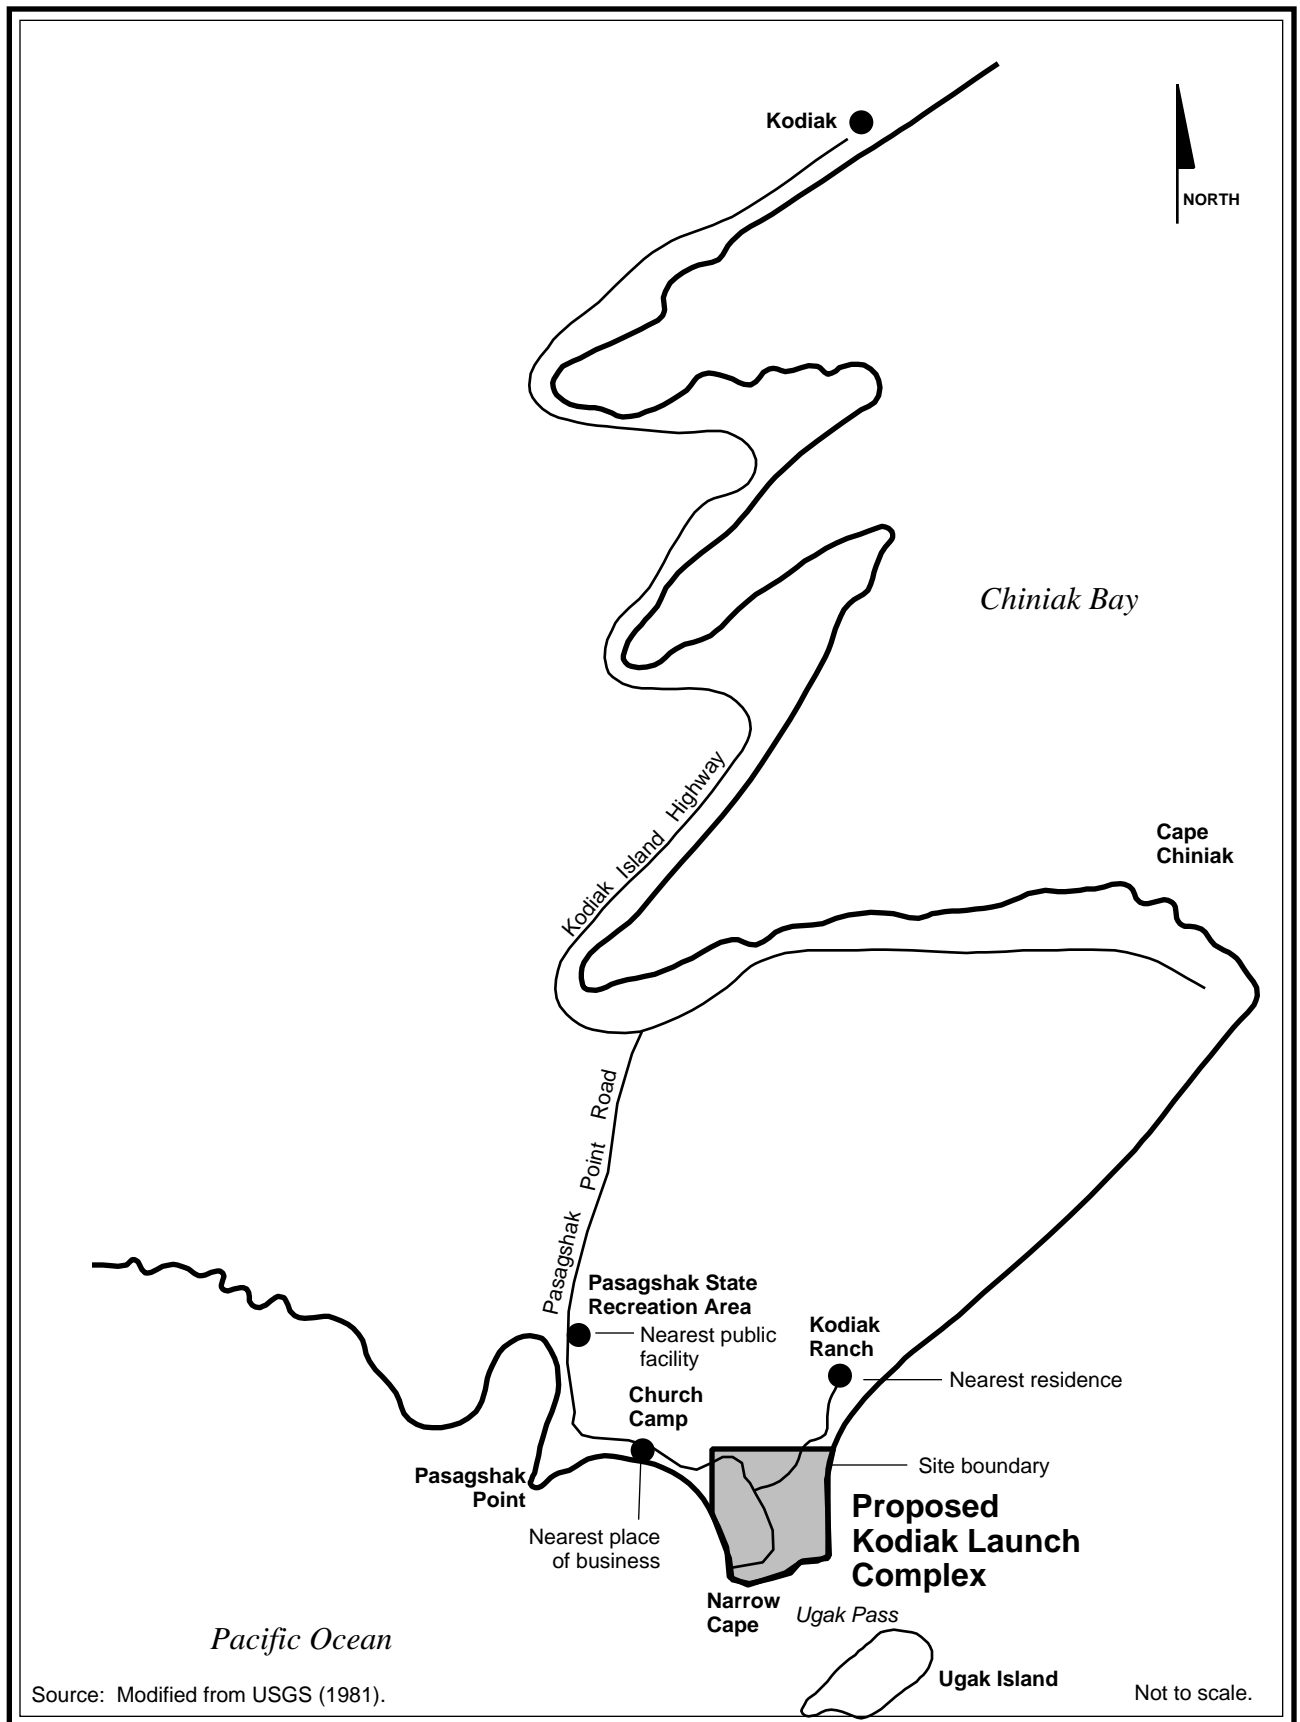 Kodiak
NORTH
Chiniak Bay
Kodiak Island Highway
Cape
Chiniak
Pasagshak Point Road
Pasagshak State
Recreation Area
Nearest public
facility
Kodiak
Ranch
Nearest residence
Church
Camp
Site boundary
Pasagshak
Point
Nearest place
of business
Proposed
Kodiak Launch
Complex
Narrow
Cape
Ugak Pass
Pacific Ocean
Ugak Island
Source: Modified from USGS (1981).
Not to scale.